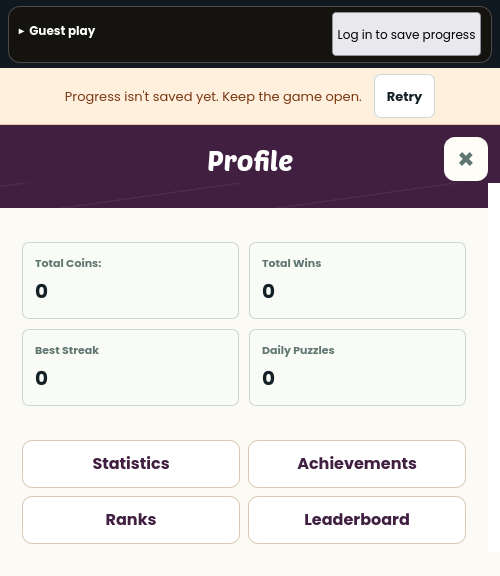 Guest play
Log in to save progress
Progress isn't saved yet. Keep the game open.
Retry
Profile
Total Coins:
0
Total Wins
0
Best Streak
0
Daily Puzzles
0
Statistics
Achievements
Ranks
Leaderboard